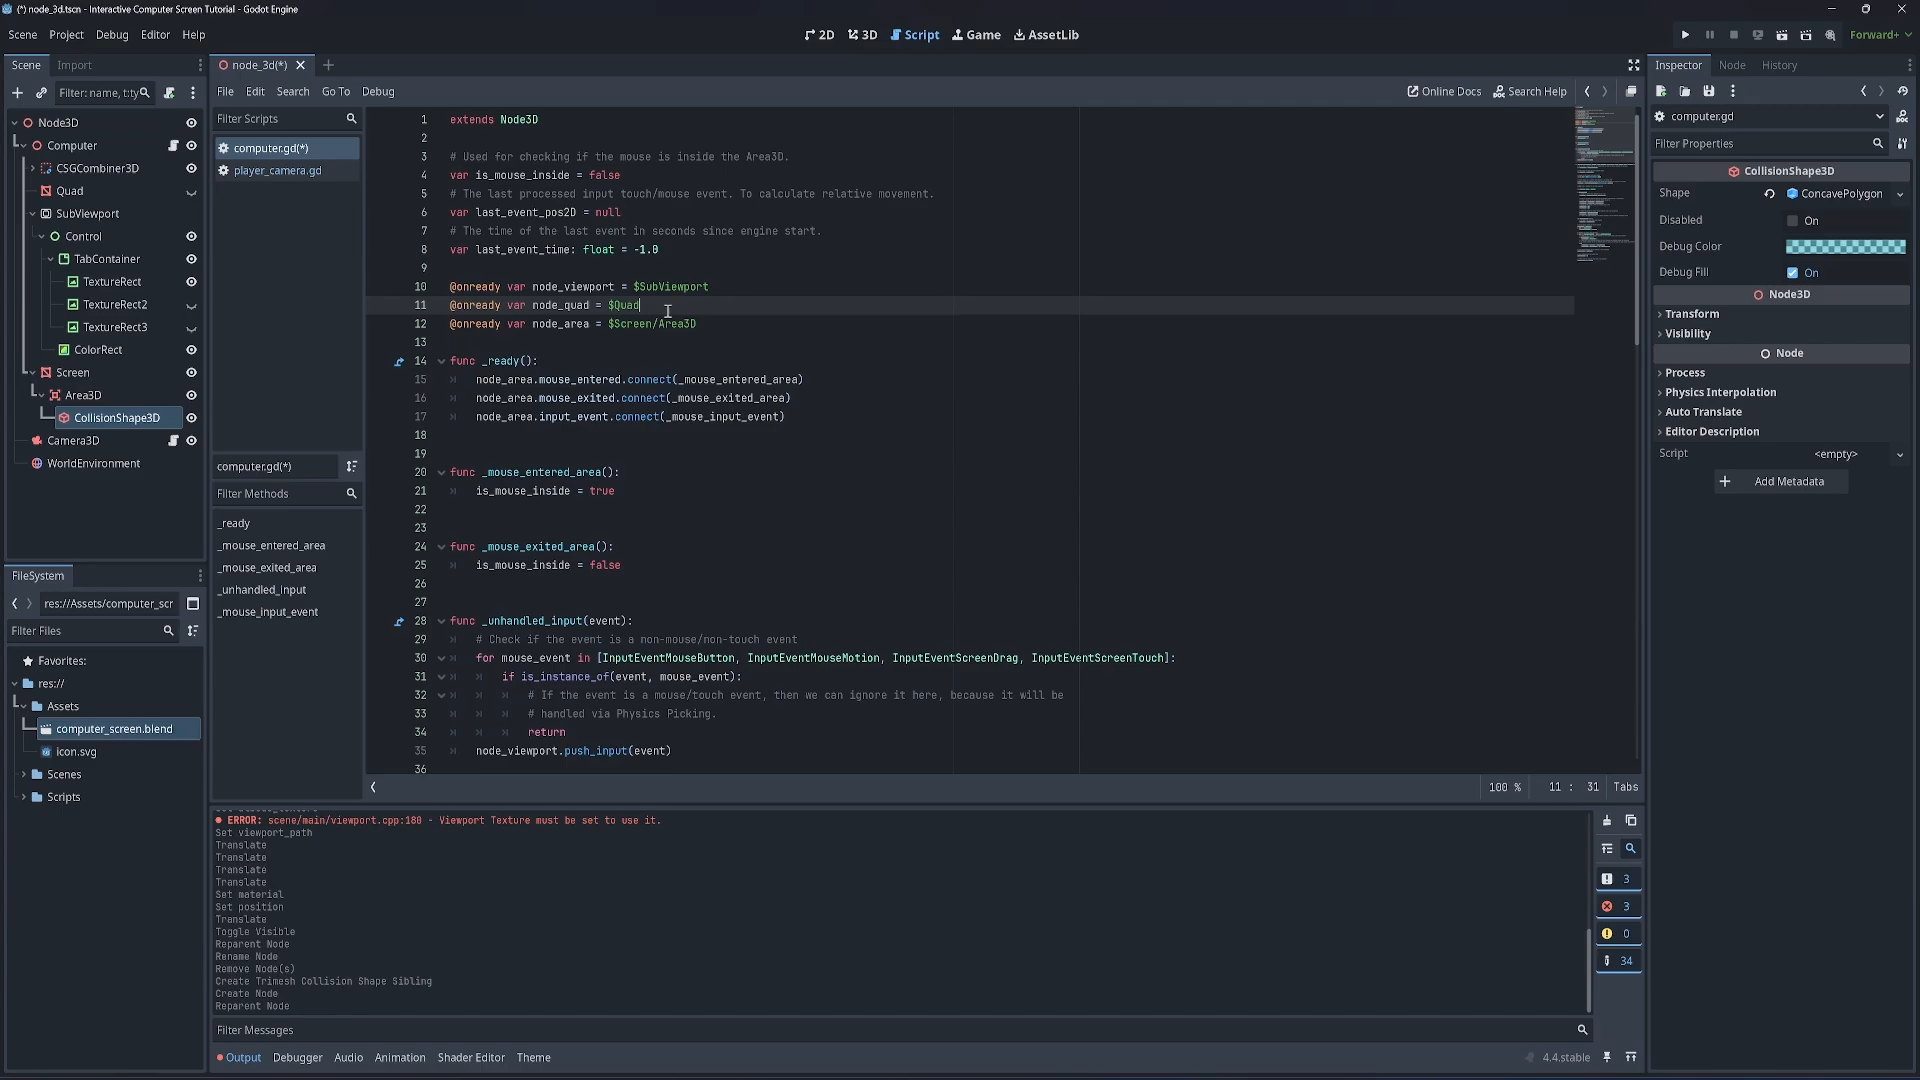 (*) node_3d.tscn - Interactive Computer Screen Tutorial - Godot Engine
Scene Project Debug Editor Help
2D 3D Script Game AssetLib
Forward+
Scene Import
node_3d(*)
Inspector Node History
Filter: name, t:ty
File Edit Search Go To Debug
Online Docs Search Help
Filter Scripts
computer.gd(*)
player_camera.gd
computer.gd(*)
Filter Methods
_ready
_mouse_entered_area
_mouse_exited_area
_unhandled_input
_mouse_input_event
Node3D
Computer
CSGCombiner3D
Quad
SubViewport
Control
TabContainer
TextureRect
TextureRect2
TextureRect3
ColorRect
Screen
Area3D
CollisionShape3D
Camera3D
WorldEnvironment
FileSystem
res://Assets/computer_scr
Filter Files
Favorites:
res://
Assets
computer_screen.blend
icon.svg
Scenes
Scripts
1 extends Node3D
2
3 # Used for checking if the mouse is inside the Area3D.
4 var is_mouse_inside = false
5 # The last processed input touch/mouse event. To calculate relative movement.
6 var last_event_pos2D = null
7 # The time of the last event in seconds since engine start.
8 var last_event_time: float = -1.0
9
10 @onready var node_viewport = $SubViewport
11 @onready var node_quad = $Quad
12 @onready var node_area = $Screen/Area3D
13
14 func _ready():
15 node_area.mouse_entered.connect(_mouse_entered_area)
16 node_area.mouse_exited.connect(_mouse_exited_area)
17 node_area.input_event.connect(_mouse_input_event)
18
19
20 func _mouse_entered_area():
21 is_mouse_inside = true
22
23
24 func _mouse_exited_area():
25 is_mouse_inside = false
26
27
28 func _unhandled_input(event):
29 # Check if the event is a non-mouse/non-touch event
30 for mouse_event in [InputEventMouseButton, InputEventMouseMotion, InputEventScreenDrag, InputEventScreenTouch]:
31 if is_instance_of(event, mouse_event):
32 # If the event is a mouse/touch event, then we can ignore it here, because it will be
33 # handled via Physics Picking.
34 return
35 node_viewport.push_input(event)
36
100 % 11 : 31 Tabs
ERROR: scene/main/viewport.cpp:180 - Viewport Texture must be set to use it.
Set viewport_path
Translate
Translate
Translate
Translate
Set material
Set position
Translate
Toggle Visible
Reparent Node
Rename Node
Remove Node(s)
Create Trimesh Collision Shape Sibling
Create Node
Reparent Node
3
3
0
34
Filter Messages
Output Debugger Audio Animation Shader Editor Theme
4.4.stable
computer.gd
Filter Properties
CollisionShape3D
Shape ConcavePolygon
Disabled On
Debug Color
Debug Fill On
Node3D
Transform
Visibility
Node
Process
Physics Interpolation
Auto Translate
Editor Description
Script <empty>
Add Metadata